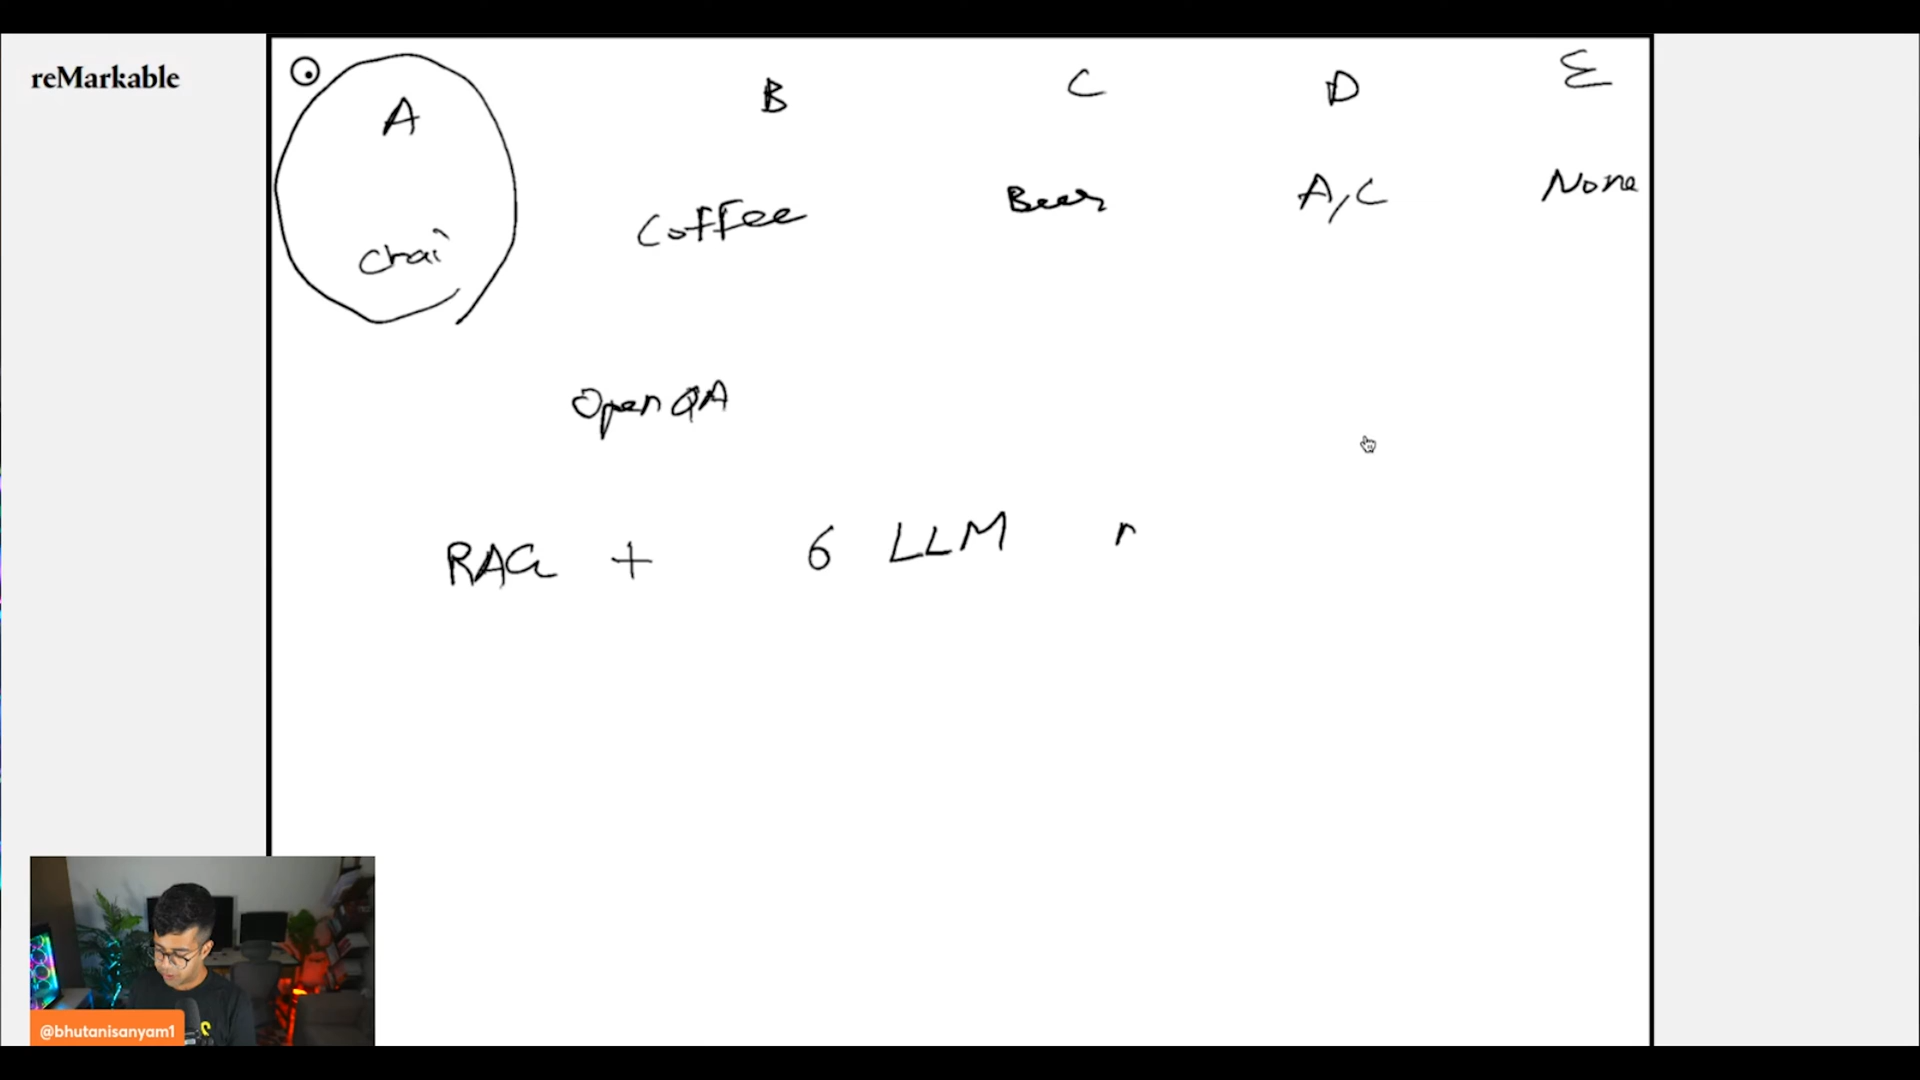 reMarkable
A B C D E
Chai Coffee Beer A,C None
Open QA
RAG + 6 LLM r
@bhutanisanyam1